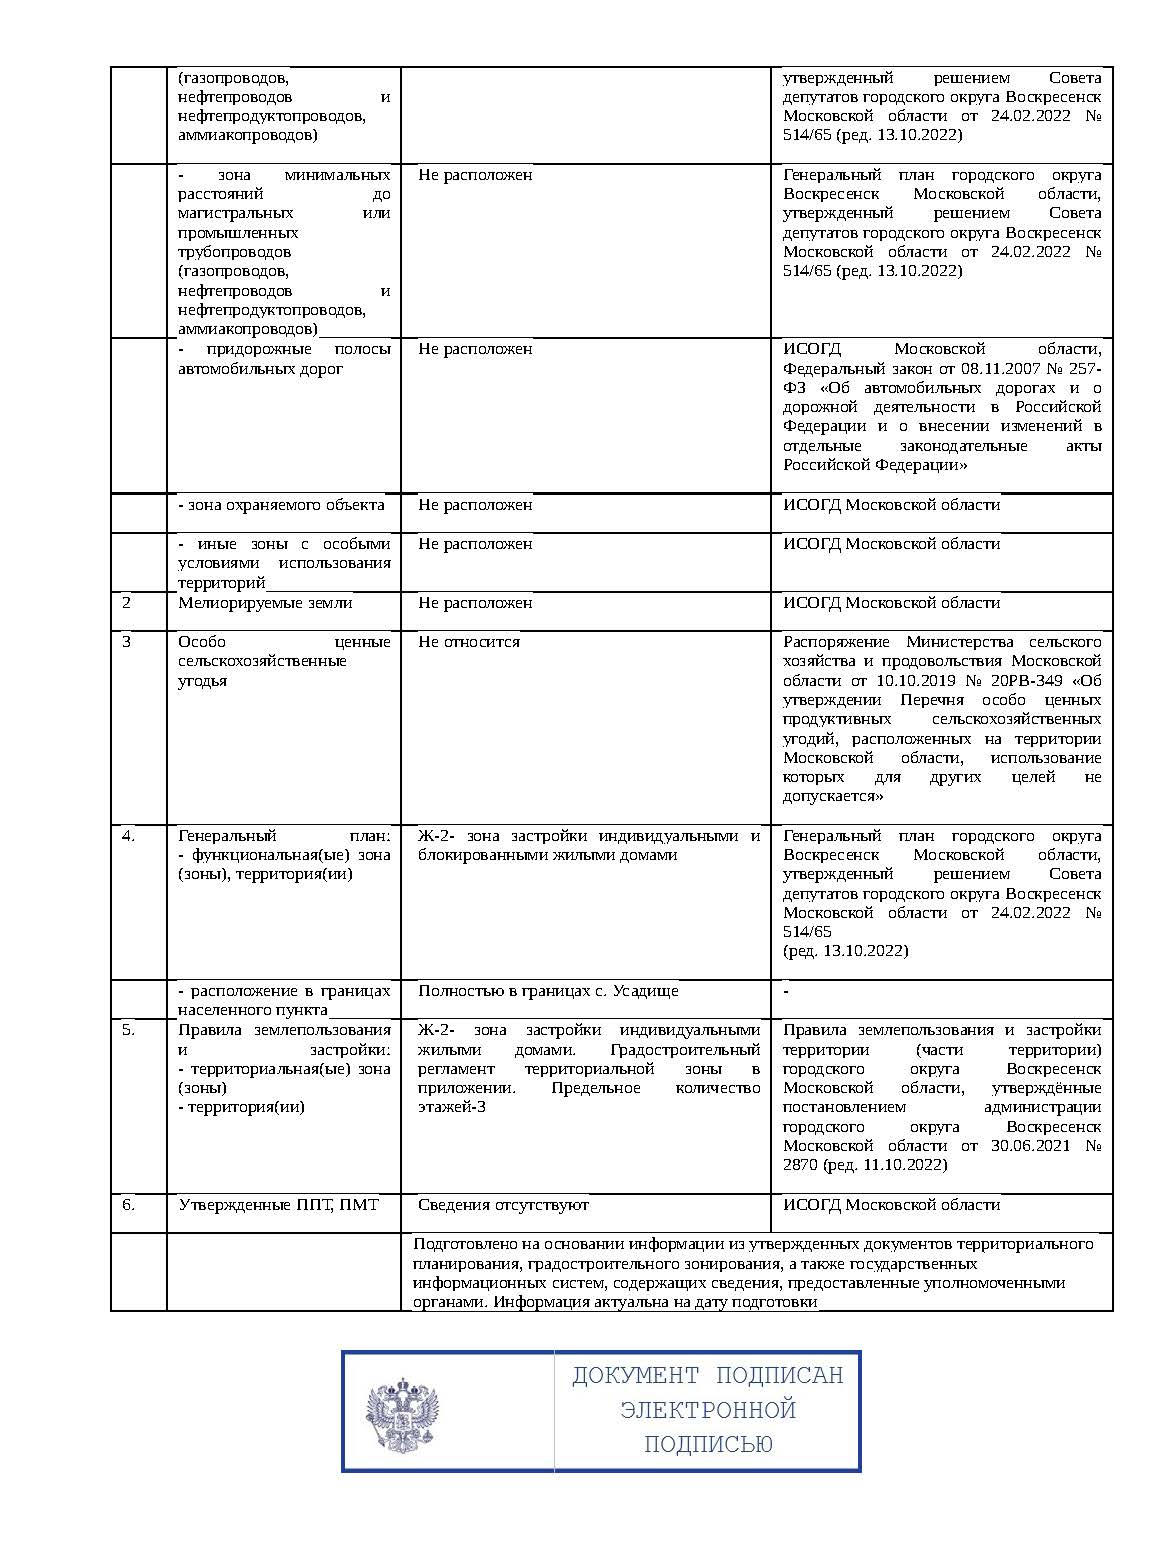 (газопроводов,
нефтепроводов и
нефтепродуктопроводов,
аммиакопроводов)
утвержденный решением Совета
депутатов городского округа Воскресенск
Московской области от 24.02.2022 №
514/65 (ред. 13.10.2022)
- зона минимальных
расстояний до
магистральных или
промышленных
трубопроводов
(газопроводов,
нефтепроводов и
нефтепродуктопроводов,
аммиакопроводов)
Не расположен
Генеральный план городского округа
Воскресенск Московской области,
утвержденный решением Совета
депутатов городского округа Воскресенск
Московской области от 24.02.2022 №
514/65 (ред. 13.10.2022)
- придорожные полосы
автомобильных дорог
Не расположен
ИСОГД Московской области,
Федеральный закон от 08.11.2007 № 257-
ФЗ «Об автомобильных дорогах и о
дорожной деятельности в Российской
Федерации и о внесении изменений в
отдельные законодательные акты
Российской Федерации»
- зона охраняемого объекта
Не расположен
ИСОГД Московской области
- иные зоны с особыми
условиями использования
территорий
Не расположен
ИСОГД Московской области
2
Мелиорируемые земли
Не расположен
ИСОГД Московской области
3
Особо ценные
сельскохозяйственные
угодья
Не относится
Распоряжение Министерства сельского
хозяйства и продовольствия Московской
области от 10.10.2019 № 20РВ-349 «Об
утверждении Перечня особо ценных
продуктивных сельскохозяйственных
угодий, расположенных на территории
Московской области, использование
которых для других целей не
допускается»
4.
Генеральный план:
- функциональная(ые) зона
(зоны), территория(ии)
Ж-2- зона застройки индивидуальными и
блокированными жилыми домами
Генеральный план городского округа
Воскресенск Московской области,
утвержденный решением Совета
депутатов городского округа Воскресенск
Московской области от 24.02.2022 №
514/65
(ред. 13.10.2022)
- расположение в границах
населенного пункта
Полностью в границах с. Усадище
-
5.
Правила землепользования
и застройки:
- территориальная(ые) зона
(зоны)
- территория(ии)
Ж-2- зона застройки индивидуальными
жилыми домами. Градостроительный
регламент территориальной зоны в
приложении. Предельное количество
этажей-3
Правила землепользования и застройки
территории (части территории)
городского округа Воскресенск
Московской области, утверждённые
постановлением администрации
городского округа Воскресенск
Московской области от 30.06.2021 №
2870 (ред. 11.10.2022)
6.
Утвержденные ППТ, ПМТ
Сведения отсутствуют
ИСОГД Московской области
Подготовлено на основании информации из утвержденных документов территориального
планирования, градостроительного зонирования, а также государственных
информационных систем, содержащих сведения, предоставленные уполномоченными
органами. Информация актуальна на дату подготовки
ДОКУМЕНТ ПОДПИСАН
ЭЛЕКТРОННОЙ
ПОДПИСЬЮ